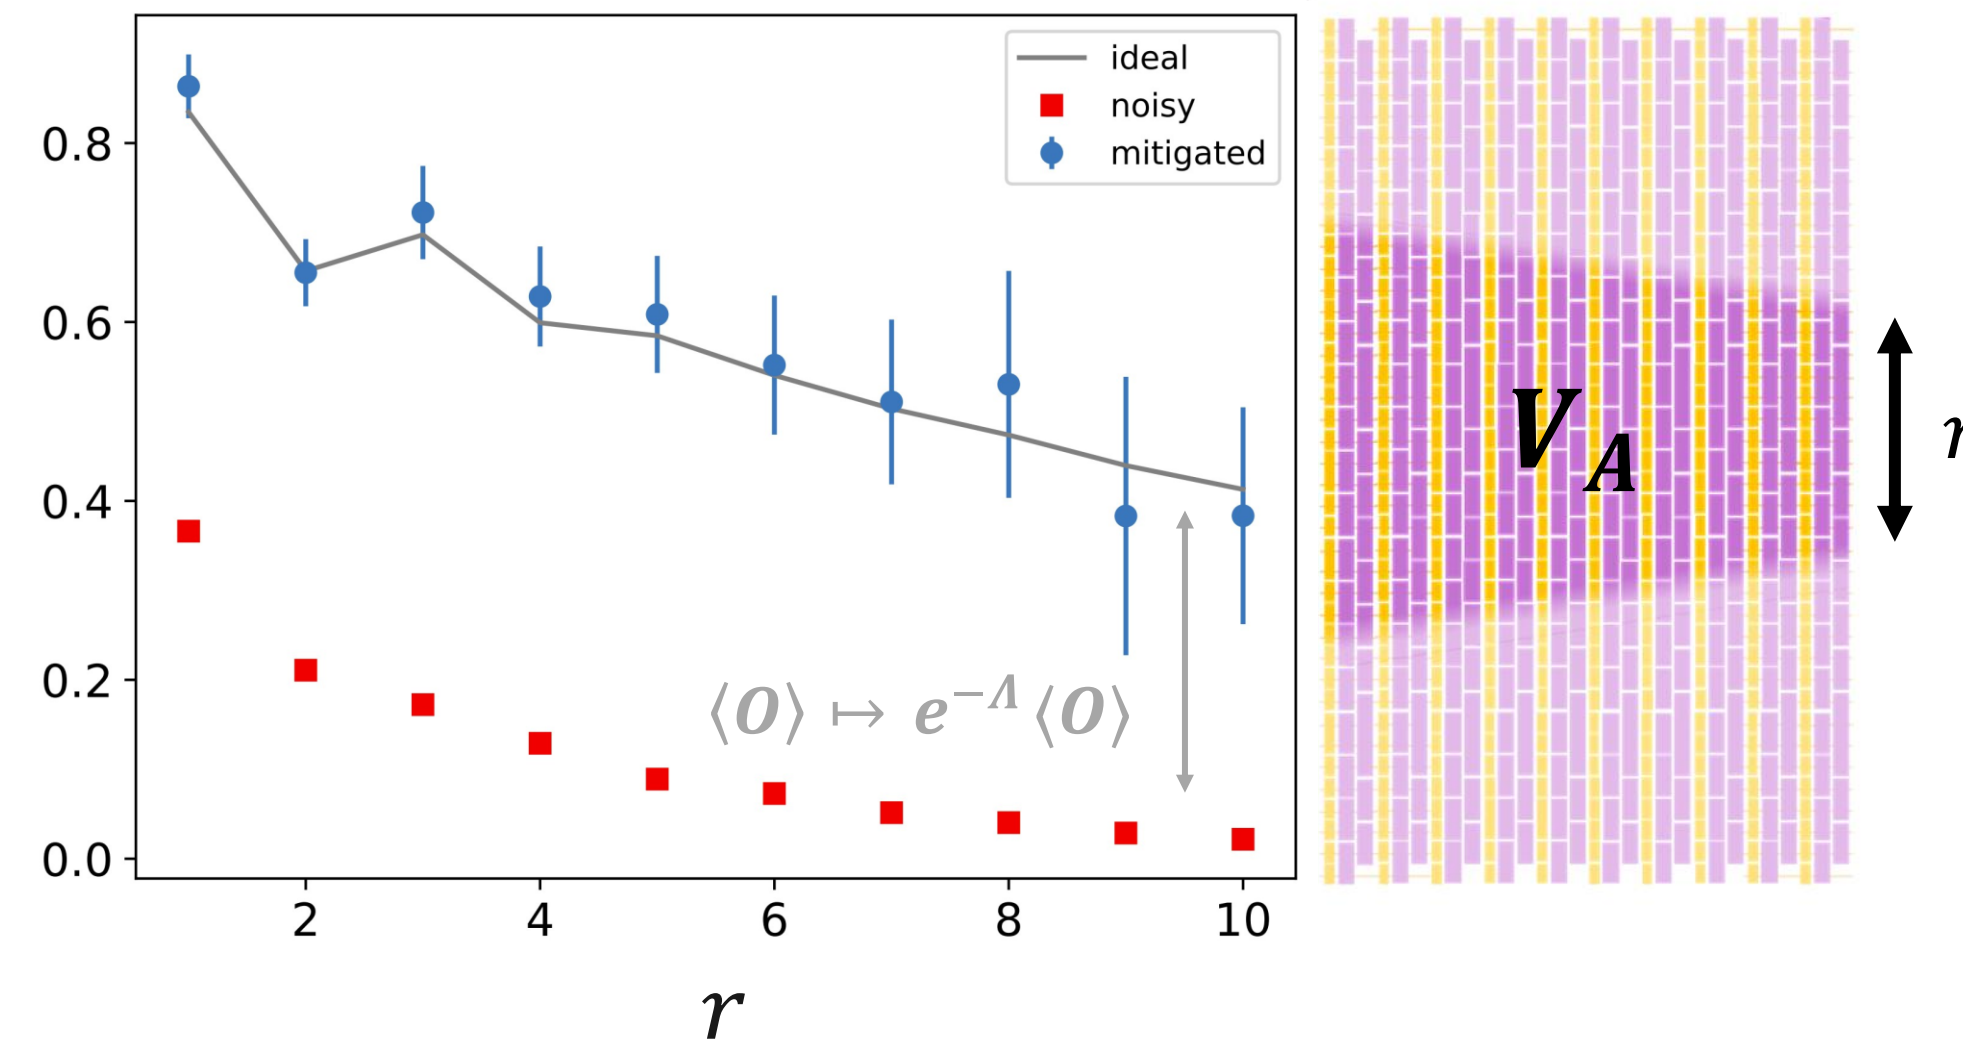 ideal
noisy
mitigated
0.8
0.6
0.4
0.2
0.0
⟨O⟩ ↦ e^{−Λ}⟨O⟩
2 4 6 8 10
r
V_A
r